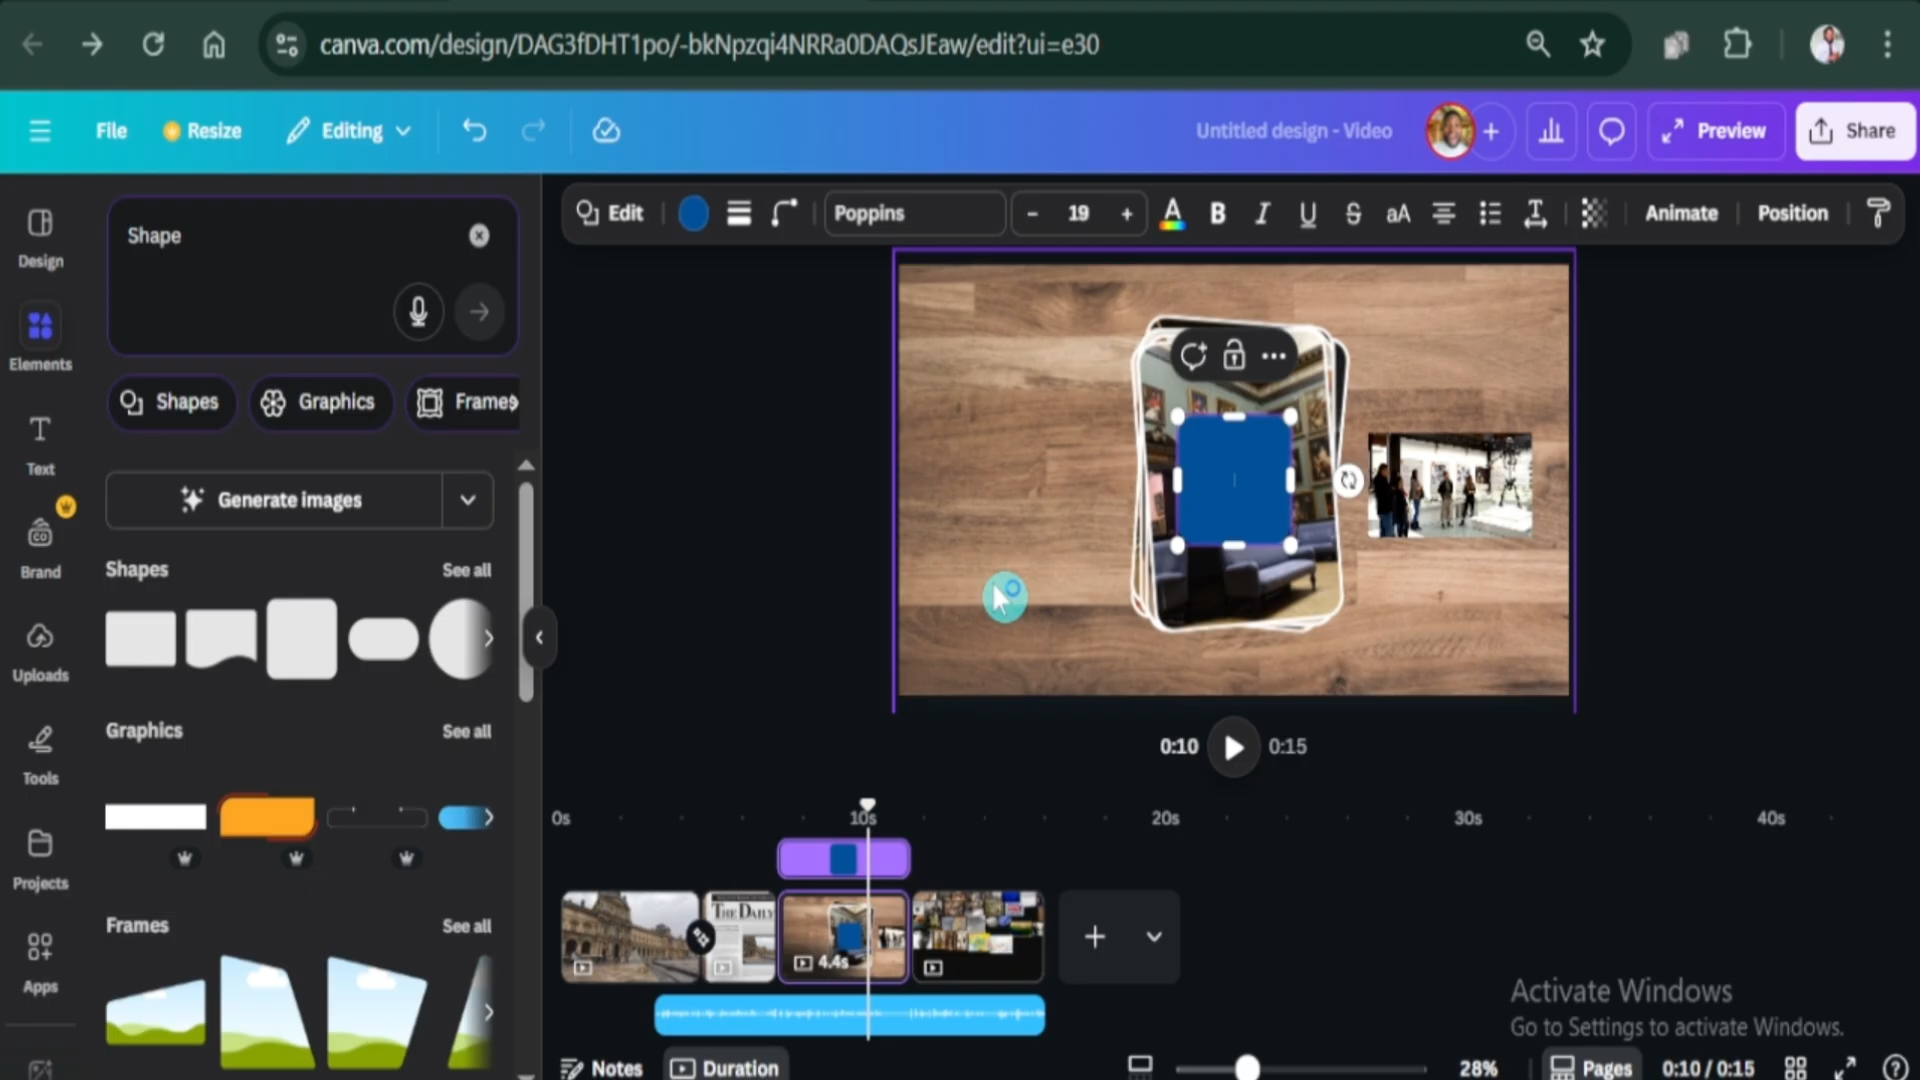 canva.com/design/DAG3fDHT1po/-bkNpzqi4NRRa0DAQsJEaw/edit?ui=e30
File
Resize
Editing
Untitled design - Video
Preview
Share
Design
Elements
Text
Brand
Uploads
Tools
Projects
Apps
Shape
Shapes
Graphics
Frames
Generate images
Shapes
See all
Graphics
See all
Frames
See all
Edit
Poppins
- 19 +
A B I U S aA
Animate
Position
0:10
0:15
0s
10s
20s
30s
40s
THE DAILY
4.4s
Activate Windows
Go to Settings to activate Windows.
Notes
Duration
28%
Pages
0:10 / 0:15